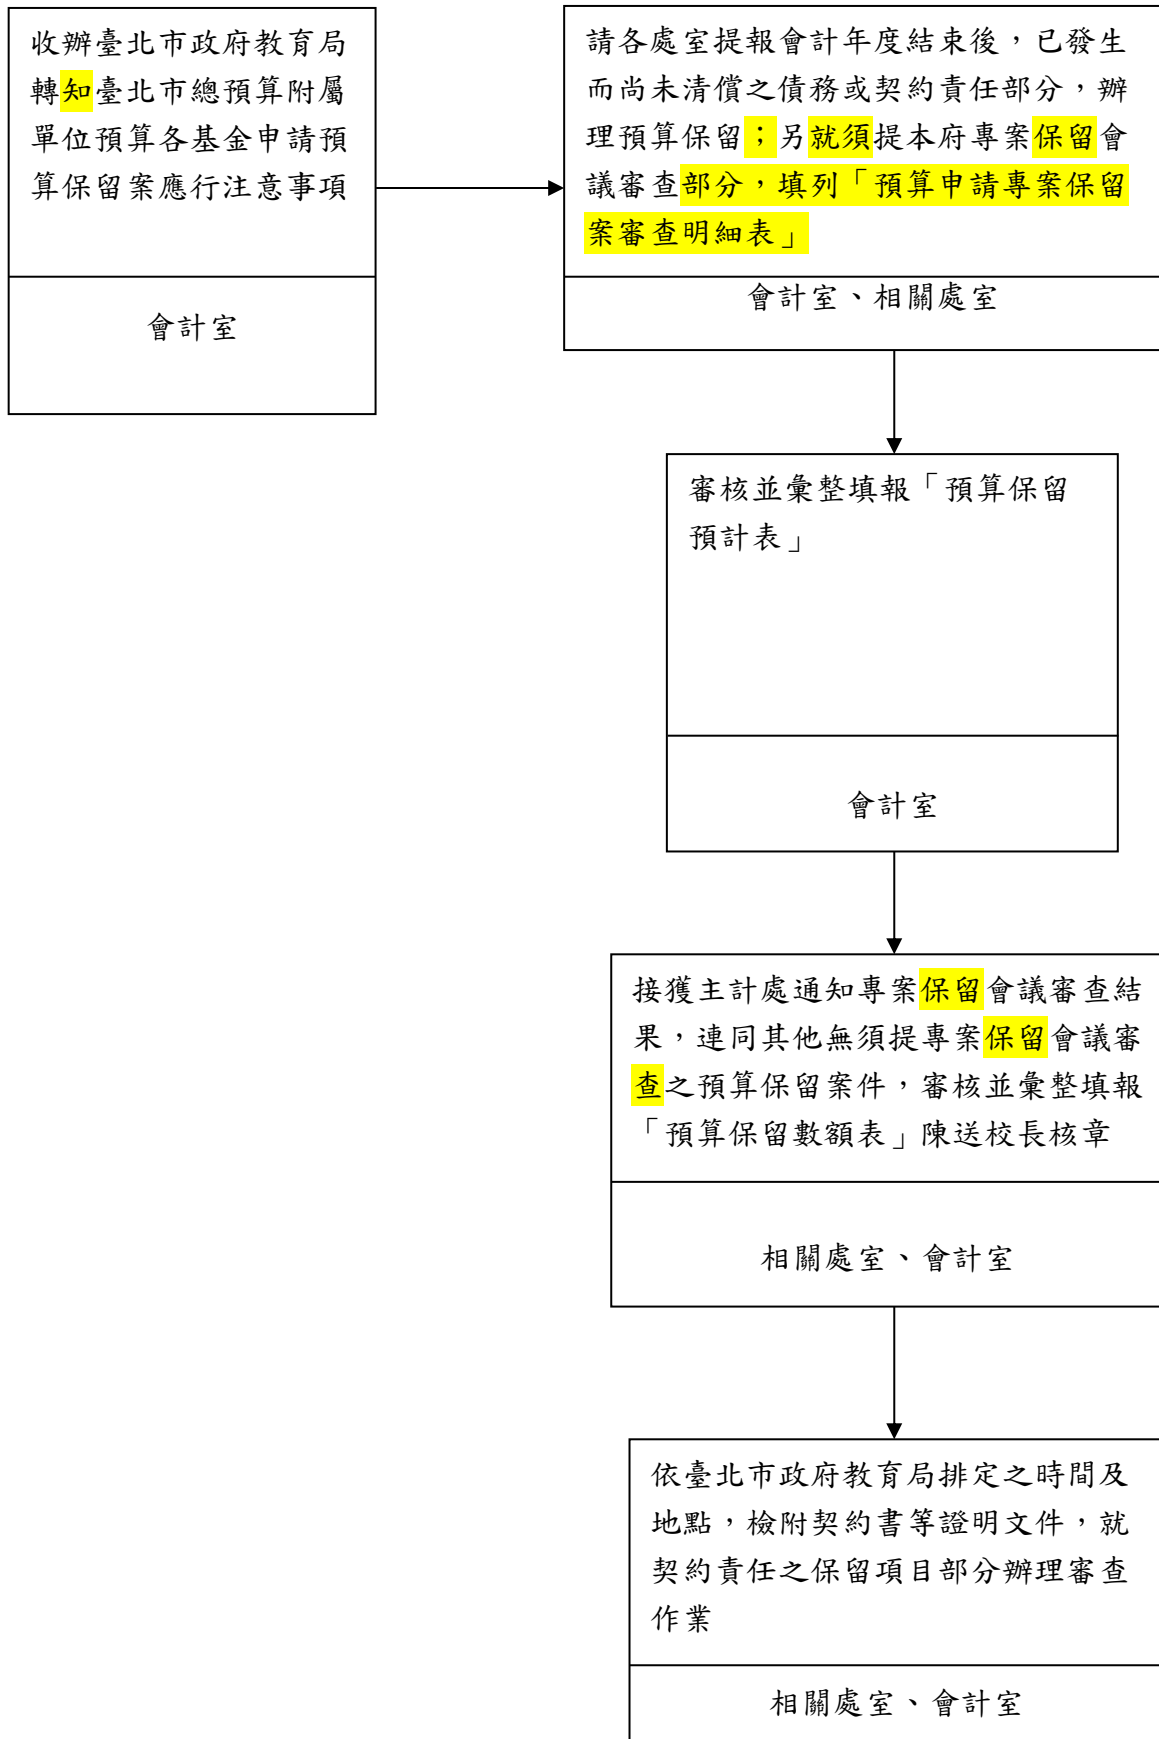 收辦臺北市政府教育局
轉知臺北市總預算附屬
單位預算各基金申請預
算保留案應行注意事項
會計室
請各處室提報會計年度結束後，已發生
而尚未清償之債務或契約責任部分，辦
理預算保留；另就須提本府專案保留會
議審查部分，填列「預算申請專案保留
案審查明細表」
會計室、相關處室
審核並彙整填報「預算保留
預計表」
會計室
接獲主計處通知專案保留會議審查結
果，連同其他無須提專案保留會議審
查之預算保留案件，審核並彙整填報
「預算保留數額表」陳送校長核章
相關處室、會計室
依臺北市政府教育局排定之時間及
地點，檢附契約書等證明文件，就
契約責任之保留項目部分辦理審查
作業
相關處室、會計室